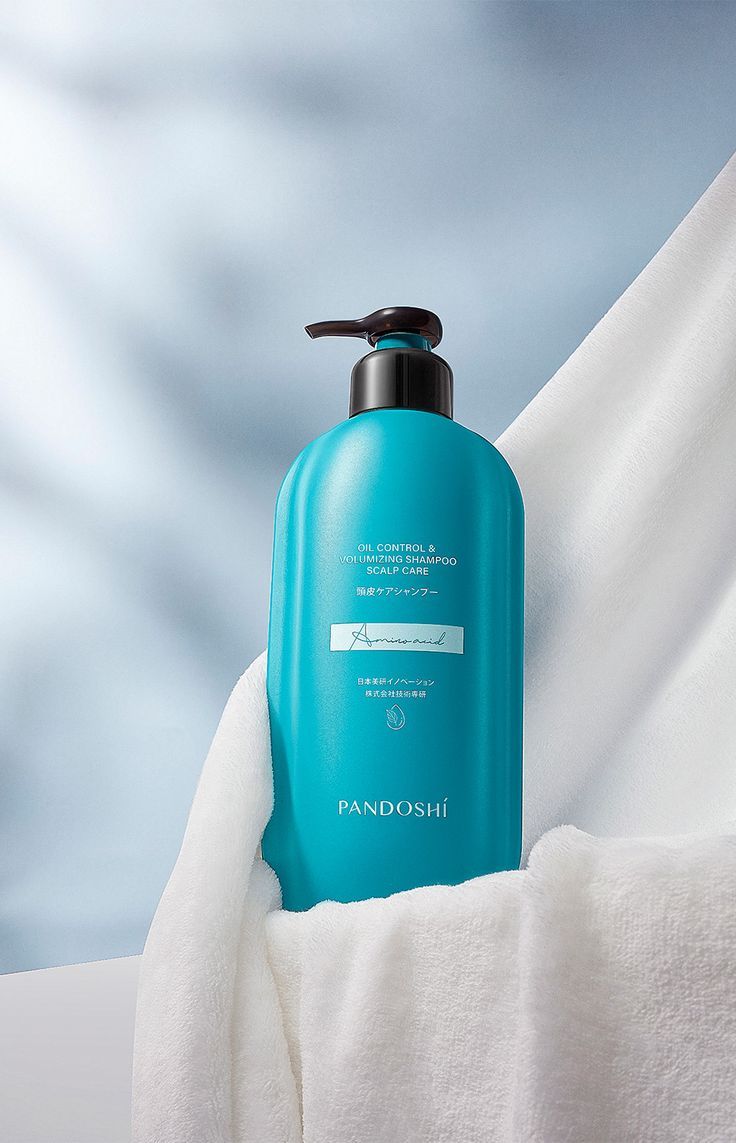 OIL CONTROL &
VOLUMIZING SHAMPOO
SCALP CARE
頭皮ケアシャンプー
Amino acid
日本美研イノベーション
株式会社技術専研
PANDOSHÍ